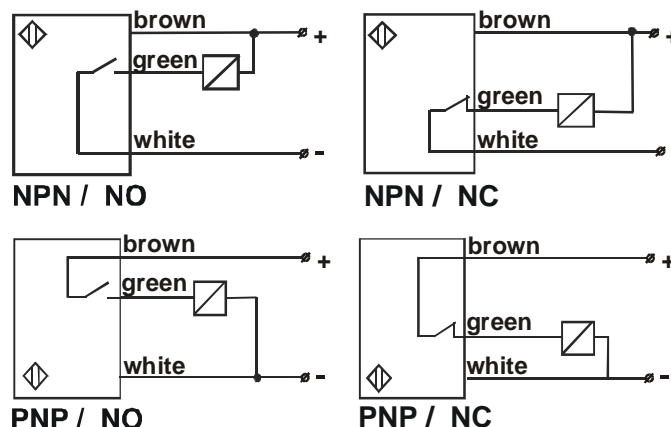 brown
+
green
white
-
NPN / NO
brown
+
green
white
NPN / NC
brown
+
green
white
-
PNP / NO
brown
+
green
white
-
PNP / NC